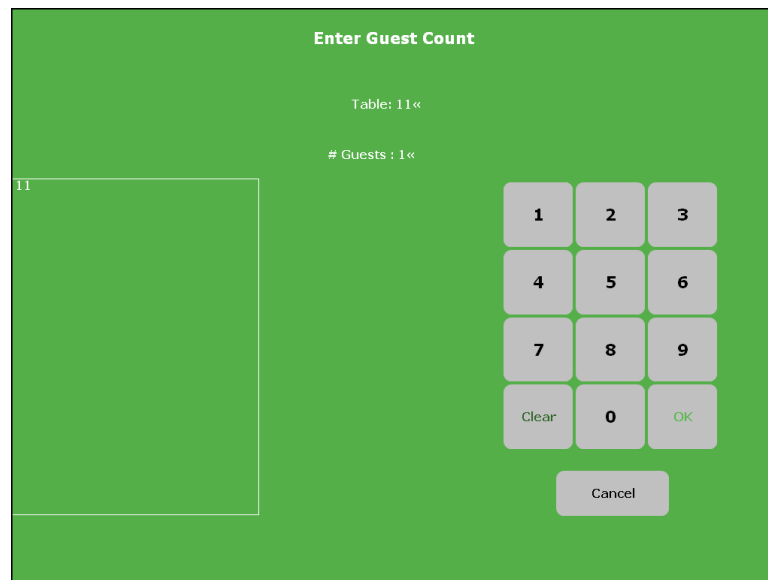 Enter Guest Count
Table: 11«
# Guests : 1«
11
1 2 3
4 5 6
7 8 9
Clear 0 OK
Cancel